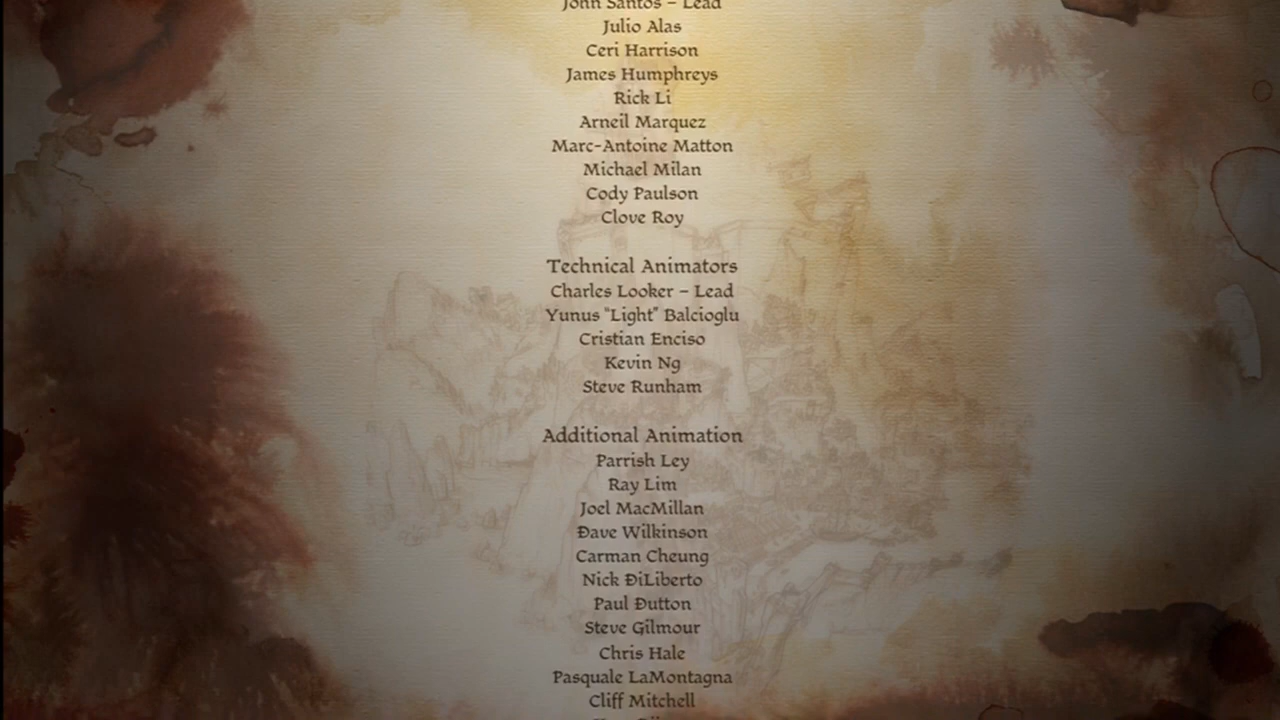 John Santos – Lead
Julio Alas
Ceri Harrison
James Humphreys
Rick Li
Arneil Marquez
Marc-Antoine Matton
Michael Milan
Cody Paulson
Clove Roy
Technical Animators
Charles Looker – Lead
Yunus "Light" Balcioglu
Cristian Enciso
Kevin Ng
Steve Runham
Additional Animation
Parrish Ley
Ray Lim
Joel MacMillan
Dave Wilkinson
Carman Cheung
Nick DiLiberto
Paul Dutton
Steve Gilmour
Chris Hale
Pasquale LaMontagna
Cliff Mitchell